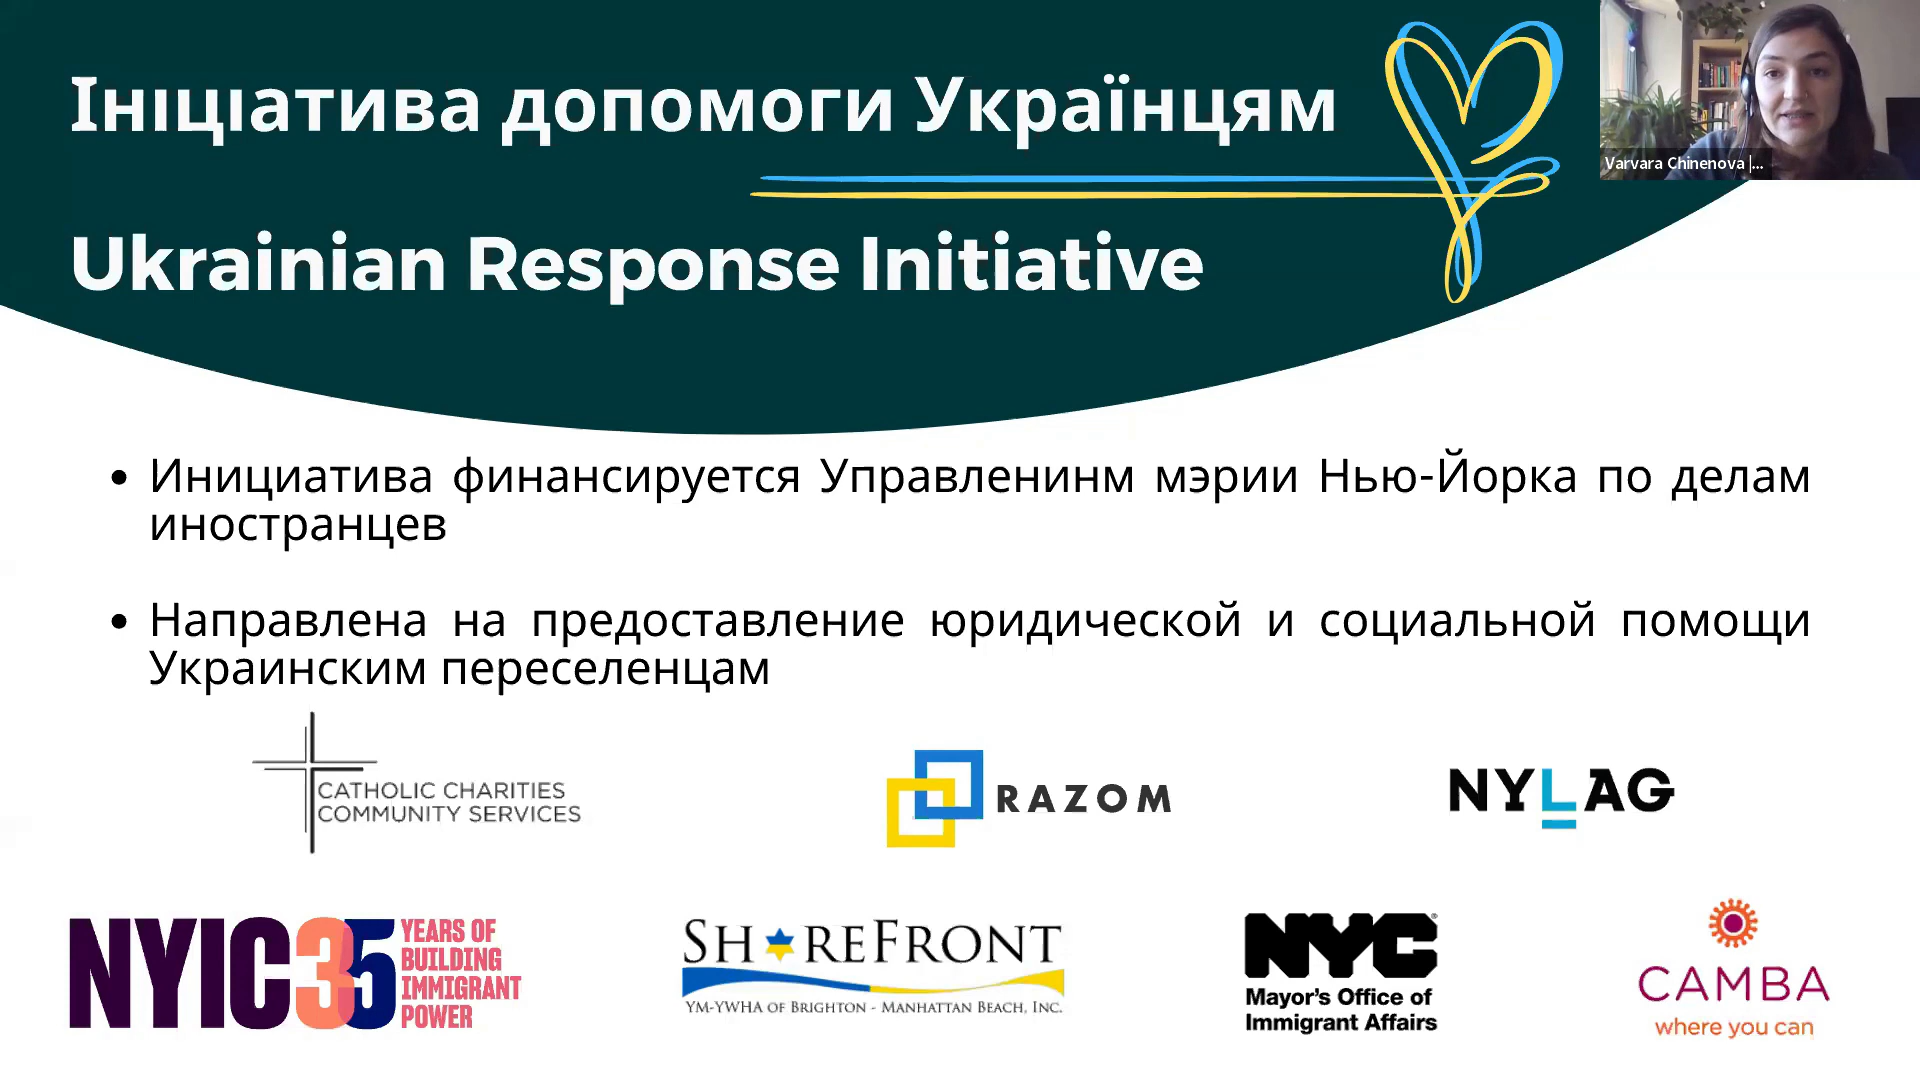 Ініціатива допомоги Українцям
Ukrainian Response Initiative
Varvara Chinenova |...
• Инициатива финансируется Управленинм мэрии Нью-Йорка по делам
иностранцев
• Направлена на предоставление юридической и социальной помощи
Украинским переселенцам
CATHOLIC CHARITIES
COMMUNITY SERVICES
RAZOM
NYLAG
NYIC 35 YEARS OF
BUILDING
IMMIGRANT
POWER
SHOREFRONT
YM-YWHA OF BRIGHTON - MANHATTAN BEACH, INC.
NYC®
Mayor's Office of
Immigrant Affairs
CAMBA
where you can